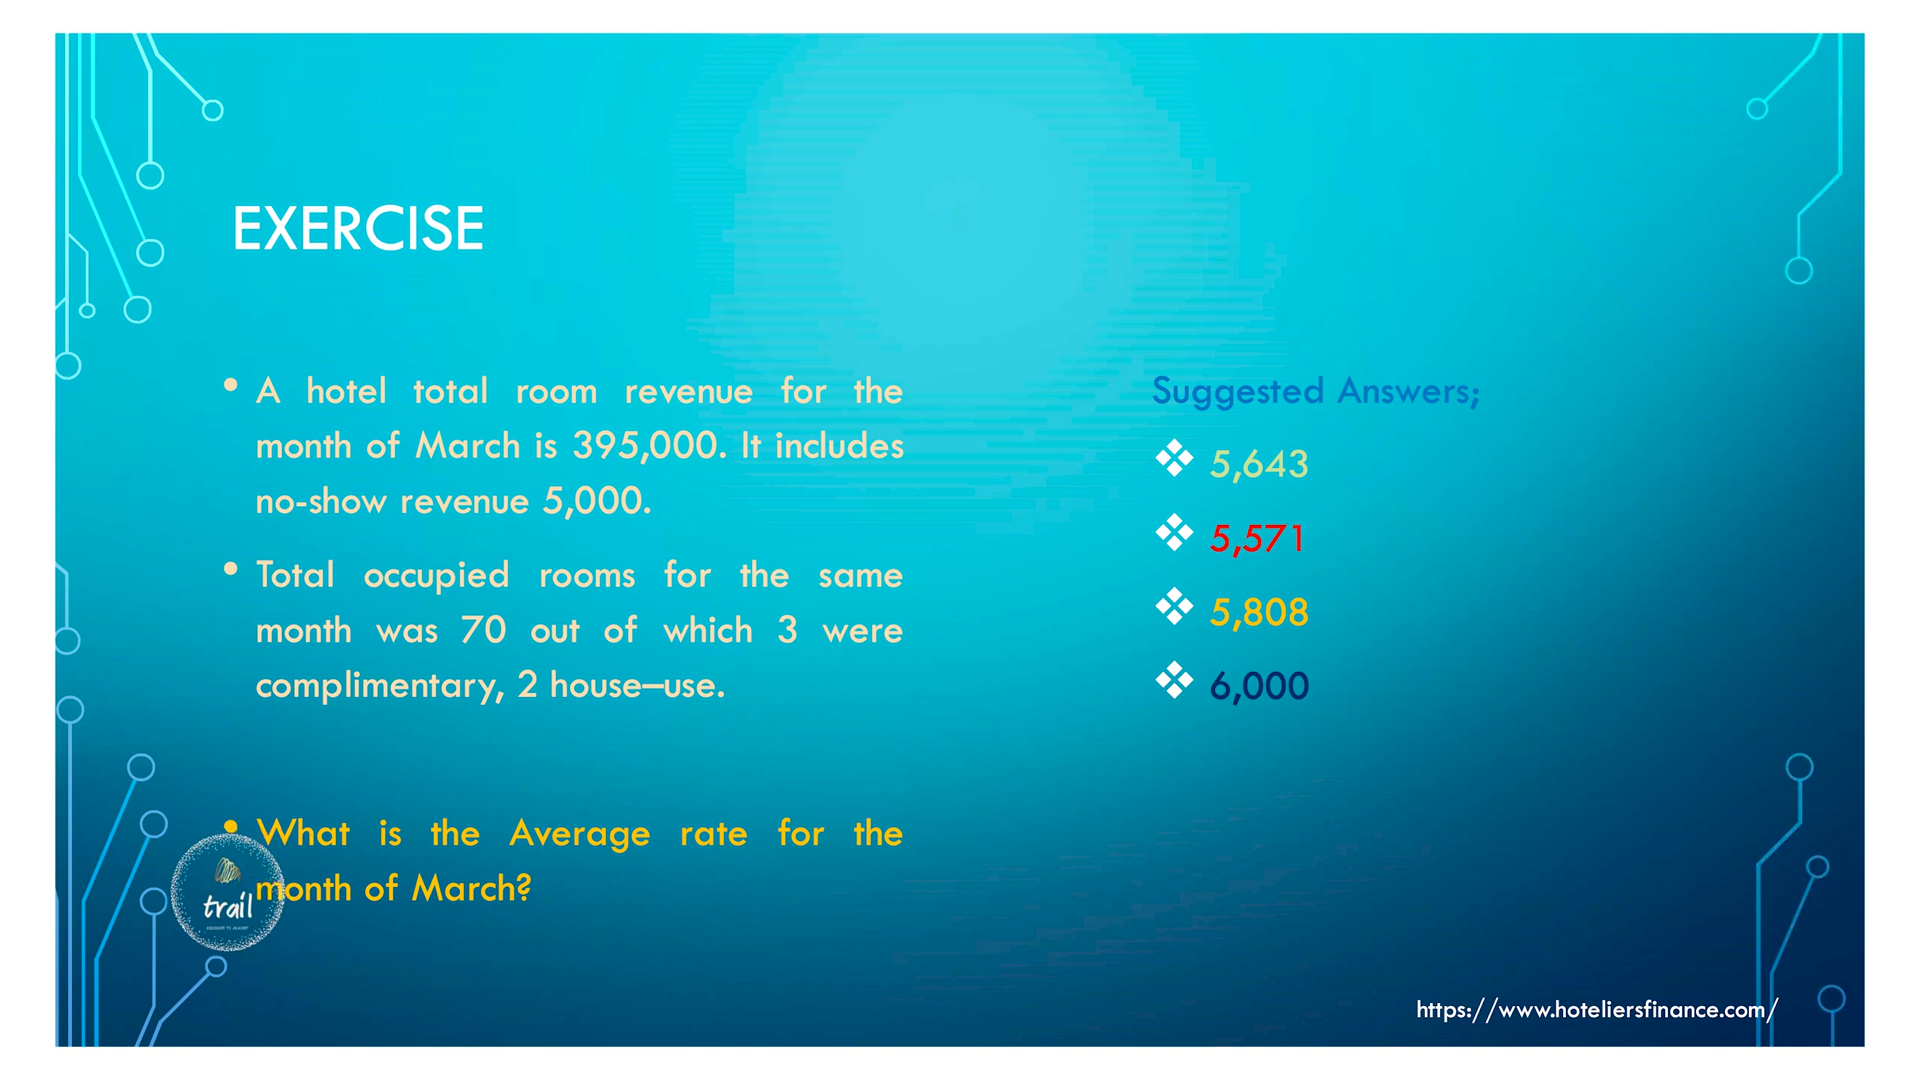 EXERCISE
• A hotel total room revenue for the
month of March is 395,000. It includes
no-show revenue 5,000.
• Total occupied rooms for the same
month was 70 out of which 3 were
complimentary, 2 house–use.
• What is the Average rate for the
month of March?
trail
Suggested Answers;
❖ 5,643
❖ 5,571
❖ 5,808
❖ 6,000
https://www.hoteliersfinance.com/